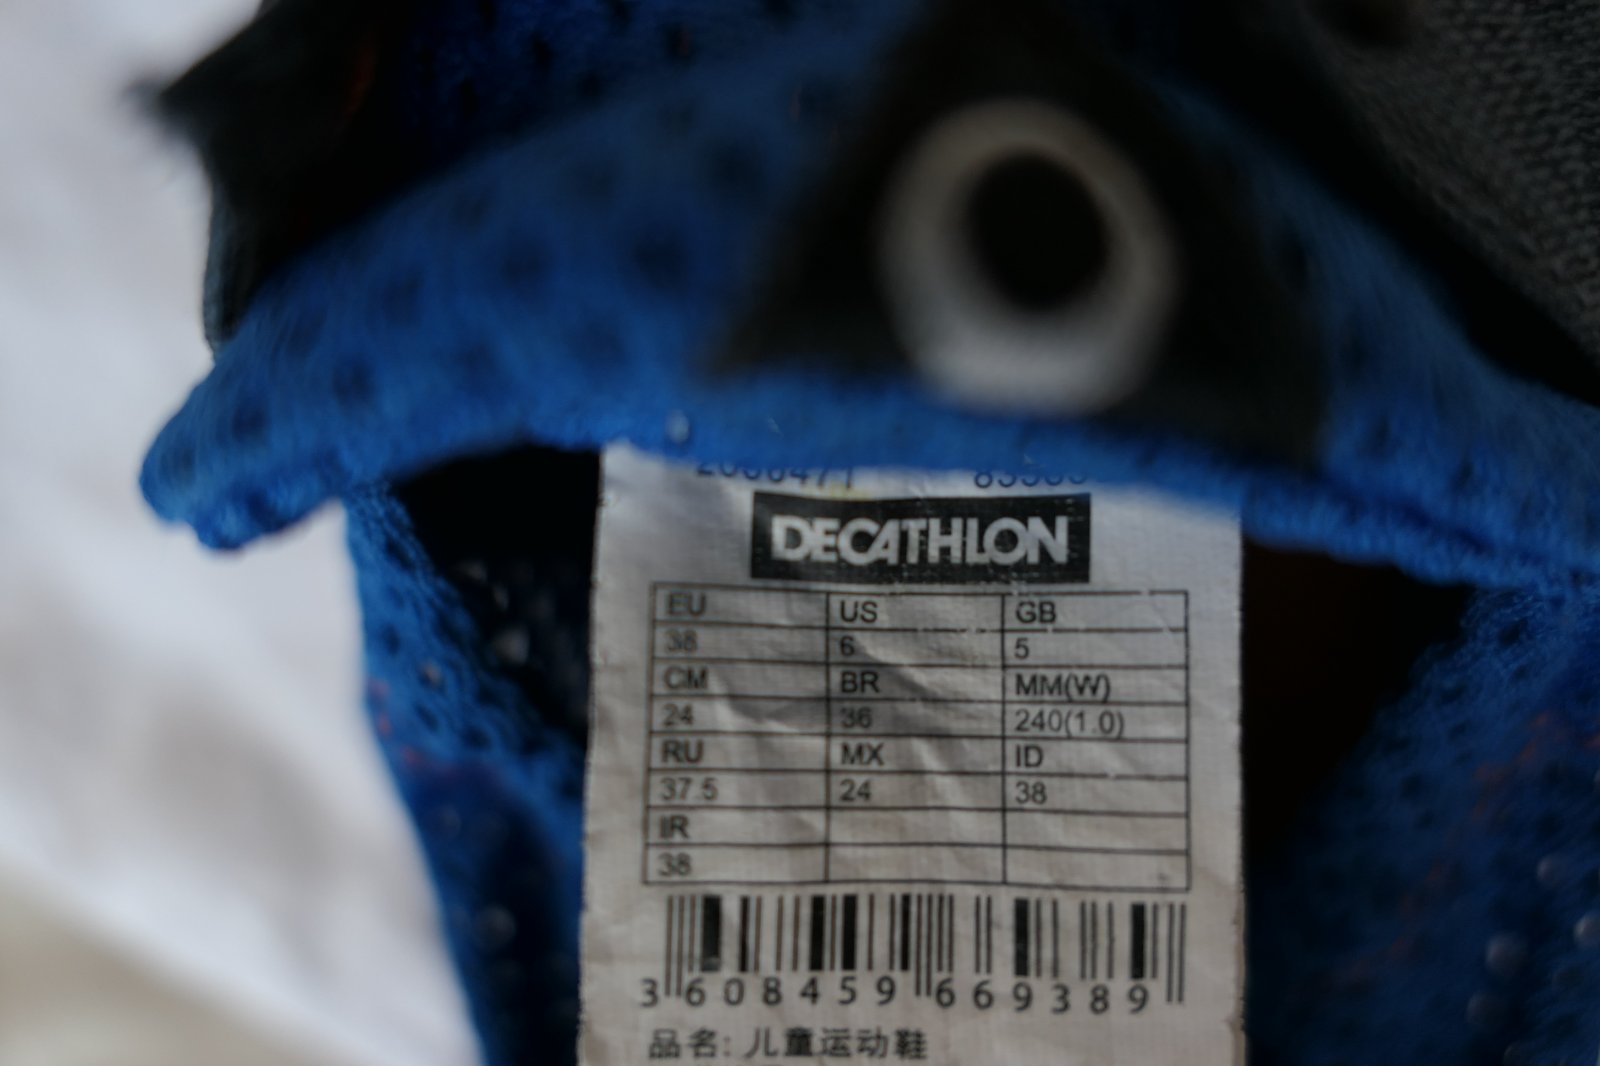 DECATHLON
EU US GB
38 6 5
CM BR MM(W)
24 36 240(1.0)
RU MX ID
37.5 24 38
IR
38
3 608459 669389
品名: 儿童运动鞋